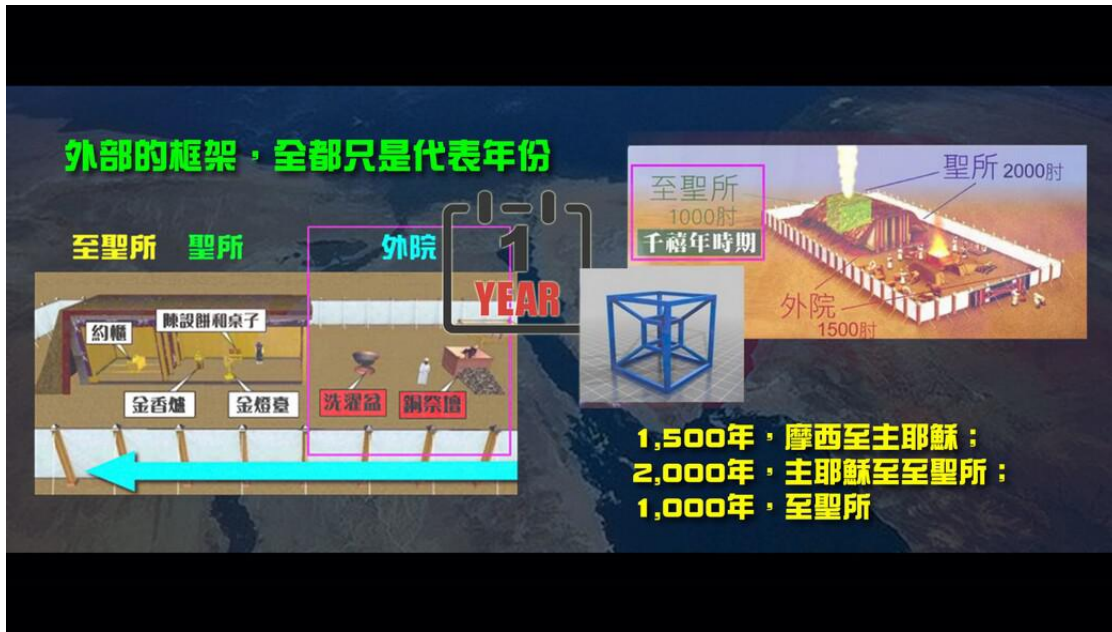 外部的框架，全都只是代表年份
至聖所 聖所 外院
約櫃
陳設餅和桌子
金香爐
金燈臺
洗濯盆
銅祭壇
1
YEAR
至聖所
1000肘
千禧年時期
聖所 2000肘
外院
1500肘
1,500年，摩西至主耶穌；
2,000年，主耶穌至至聖所；
1,000年，至聖所